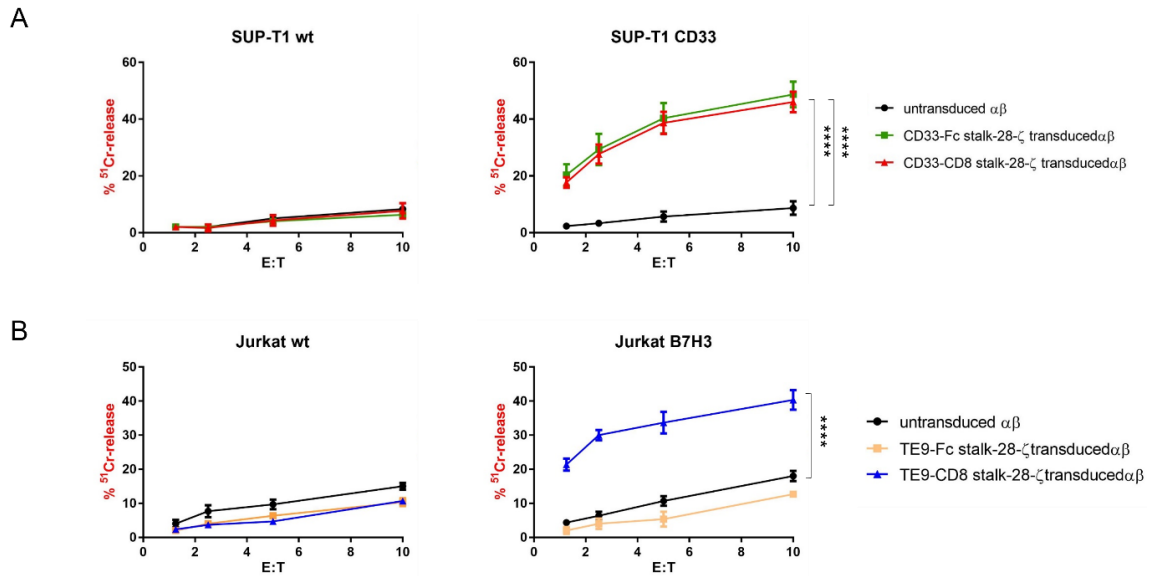 A
SUP-T1 wt
60
40
20
0
0 2 4 6 8 10
E:T
% ⁵¹Cr-release
SUP-T1 CD33
60
40
20
0
0 2 4 6 8 10
E:T
% ⁵¹Cr-release
****
****
untransduced αβ
CD33-Fc stalk-28-ζ transducedαβ
CD33-CD8 stalk-28-ζ transducedαβ
B
Jurkat wt
50
40
30
20
10
0
0 2 4 6 8 10
E:T
% ⁵¹Cr-release
Jurkat B7H3
50
40
30
20
10
0
0 2 4 6 8 10
E:T
% ⁵¹Cr-release
****
untransduced αβ
TE9-Fc stalk-28-ζtransducedαβ
TE9-CD8 stalk-28-ζtransducedαβ